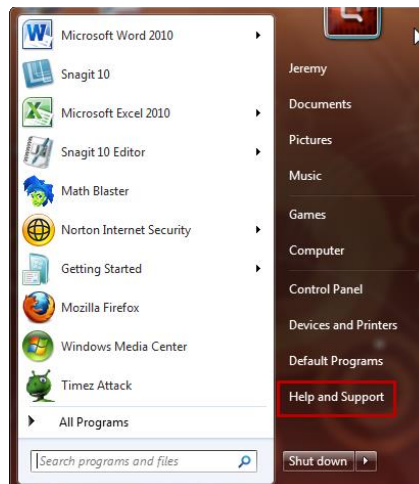 Microsoft Word 2010
Snagit 10
Microsoft Excel 2010
Snagit 10 Editor
Math Blaster
Norton Internet Security
Getting Started
Mozilla Firefox
Windows Media Center
Timez Attack
All Programs
Search programs and files
Jeremy
Documents
Pictures
Music
Games
Computer
Control Panel
Devices and Printers
Default Programs
Help and Support
Shut down